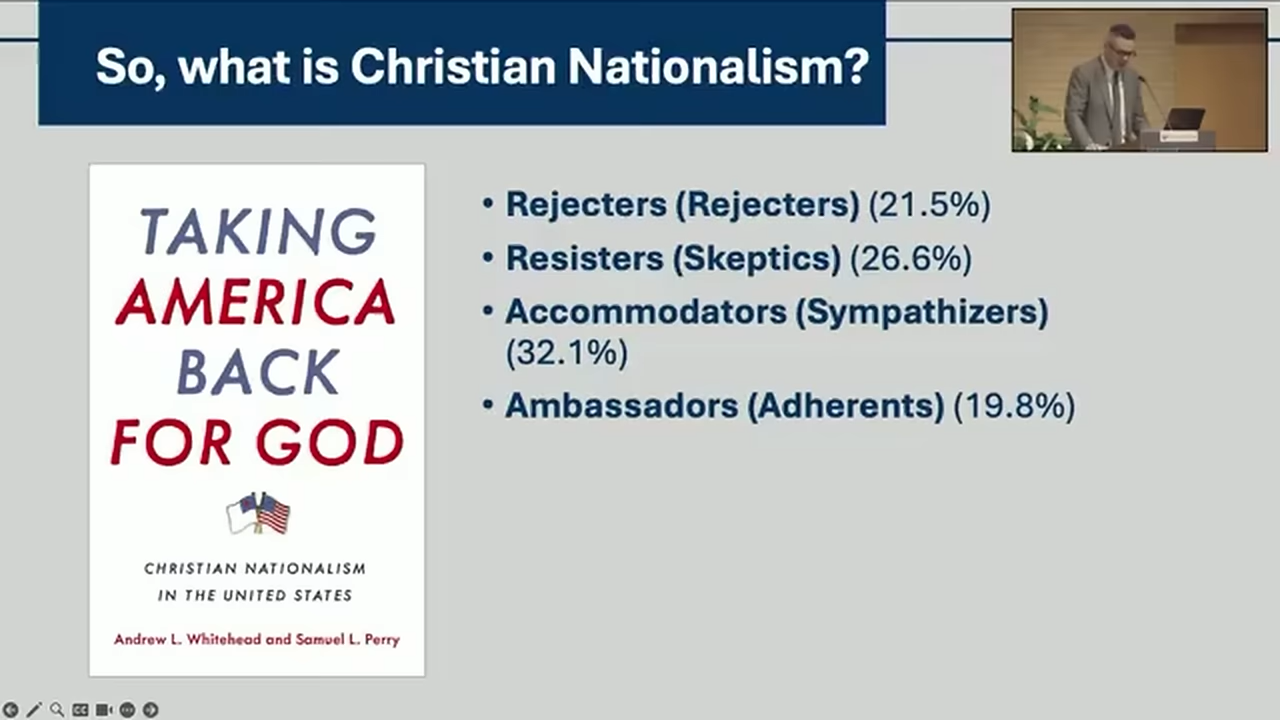 So, what is Christian Nationalism?
TAKING
AMERICA
BACK
FOR GOD
CHRISTIAN NATIONALISM
IN THE UNITED STATES
Andrew L. Whitehead and Samuel L. Perry
• Rejecters (Rejecters) (21.5%)
• Resisters (Skeptics) (26.6%)
• Accommodators (Sympathizers)
(32.1%)
• Ambassadors (Adherents) (19.8%)
CC